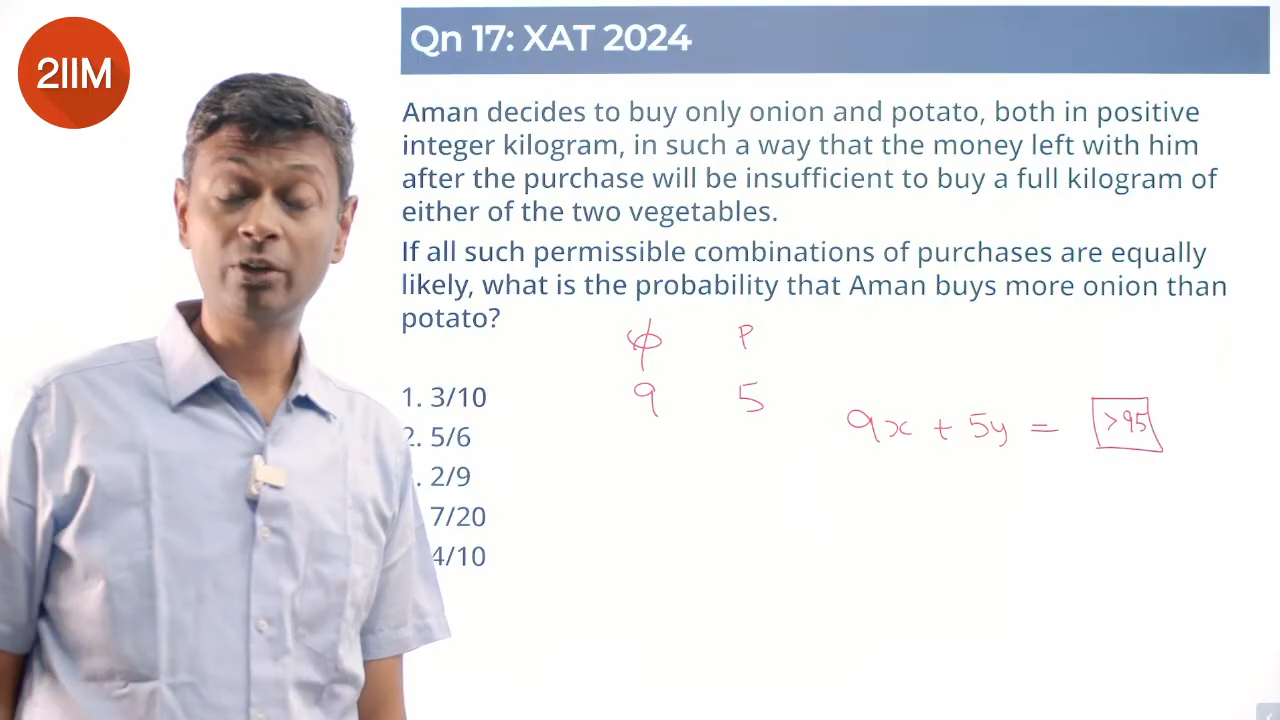 2IIM
Qn 17: XAT 2024
Aman decides to buy only onion and potato, both in positive
integer kilogram, in such a way that the money left with him
after the purchase will be insufficient to buy a full kilogram of
either of the two vegetables.
If all such permissible combinations of purchases are equally
likely, what is the probability that Aman buys more onion than
potato?
ϕ P
9 5
9x + 5y = >95
1. 3/10
2. 5/6
. 2/9
7/20
4/10